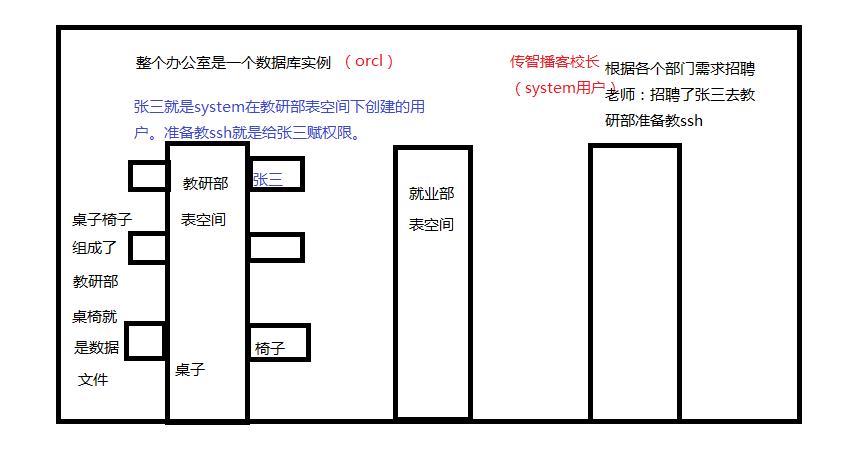 整个办公室是一个数据库实例 （orcl）
传智播客校长
（system用户）
根据各个部门需求招聘
老师：招聘了张三去教
研部准备教ssh
张三就是system在教研部表空间下创建的用
户。准备教ssh就是给张三赋权限。
教研部
表空间
张三
就业部
表空间
桌子椅子
组成了
教研部
桌椅就
是数据
文件
桌子
椅子